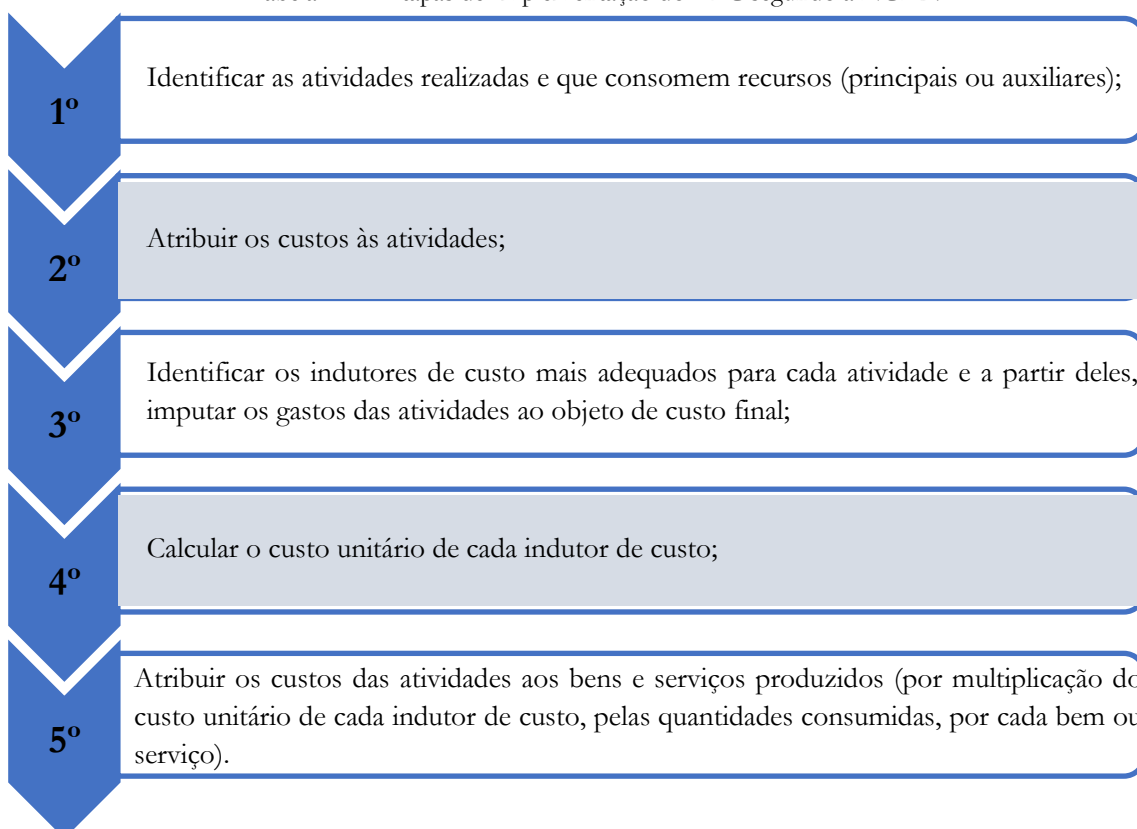 1º
Identificar as atividades realizadas e que consomem recursos (principais ou auxiliares);
2º
Atribuir os custos às atividades;
3º
Identificar os indutores de custo mais adequados para cada atividade e a partir deles,
imputar os gastos das atividades ao objeto de custo final;
4º
Calcular o custo unitário de cada indutor de custo;
5º
Atribuir os custos das atividades aos bens e serviços produzidos (por multiplicação do
custo unitário de cada indutor de custo, pelas quantidades consumidas, por cada bem ou
serviço).